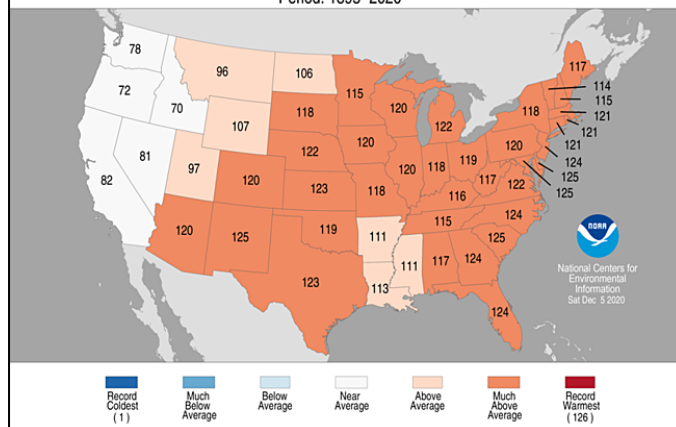 Period: 1895–2020
78
96
106
72
70
107
118
115
120
117
114
115
121
121
121
124
125
125
118
122
120
81
82
97
120
122
120
120
118
119
117
122
123
118
116
120
125
119
111
115
124
125
123
113
111
117
124
124
NOAA
National Centers for
Environmental
Information
Sat Dec 5 2020
Record
Coldest
(1)
Much
Below
Average
Below
Average
Near
Average
Above
Average
Much
Above
Average
Record
Warmest
(126)